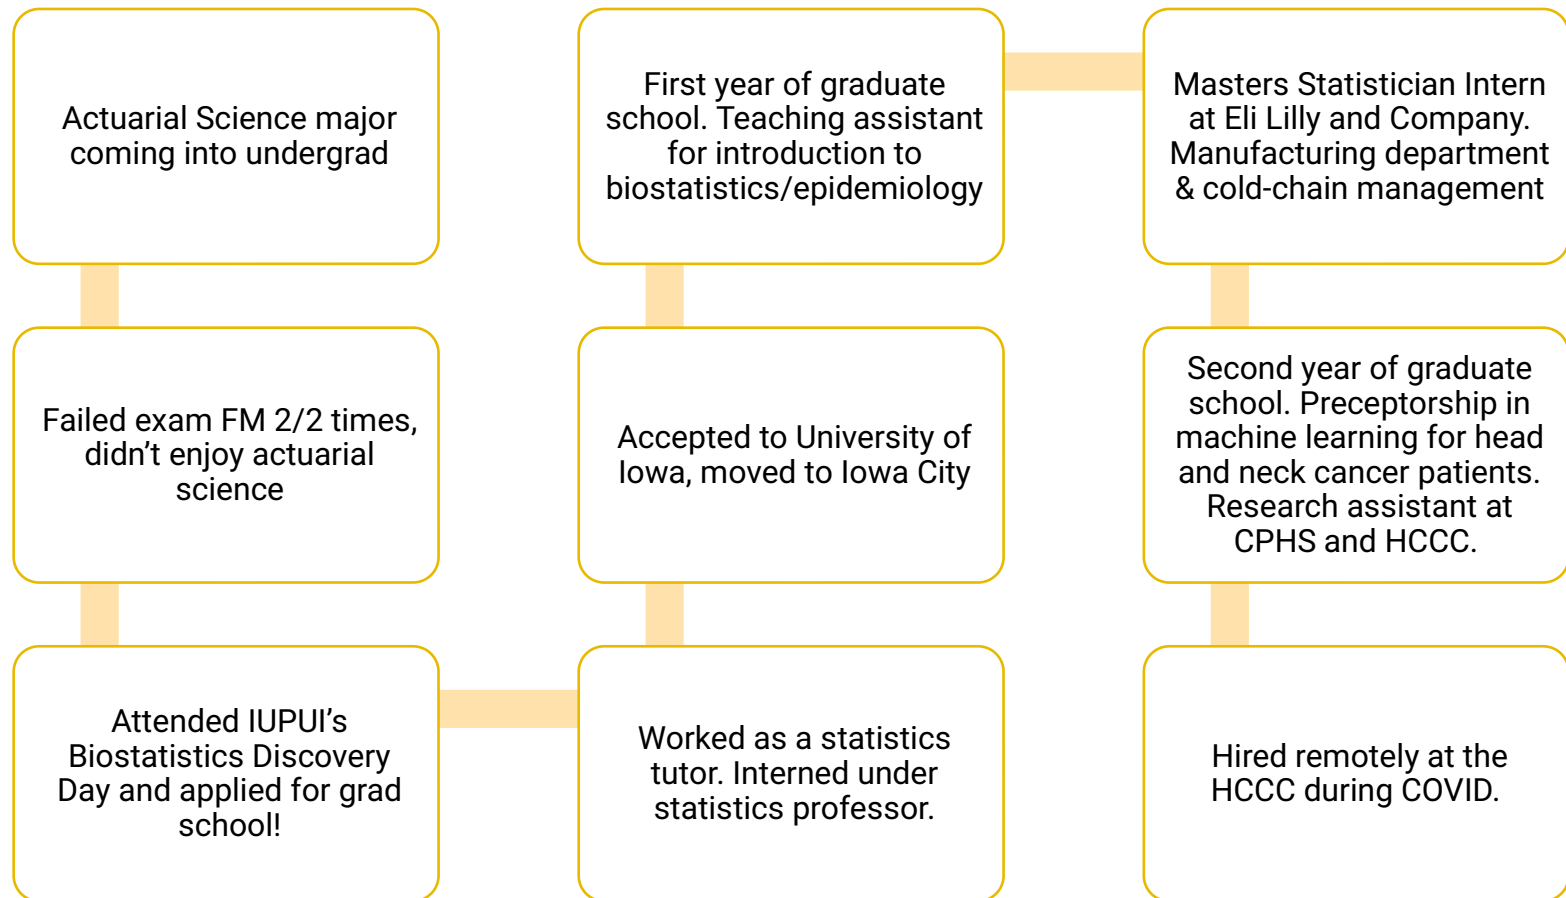 Actuarial Science major
coming into undergrad
Failed exam FM 2/2 times,
didn’t enjoy actuarial
science
Attended IUPUI’s
Biostatistics Discovery
Day and applied for grad
school!
Worked as a statistics
tutor. Interned under
statistics professor.
Accepted to University of
Iowa, moved to Iowa City
First year of graduate
school. Teaching assistant
for introduction to
biostatistics/epidemiology
Masters Statistician Intern
at Eli Lilly and Company.
Manufacturing department
& cold-chain management
Second year of graduate
school. Preceptorship in
machine learning for head
and neck cancer patients.
Research assistant at
CPHS and HCCC.
Hired remotely at the
HCCC during COVID.